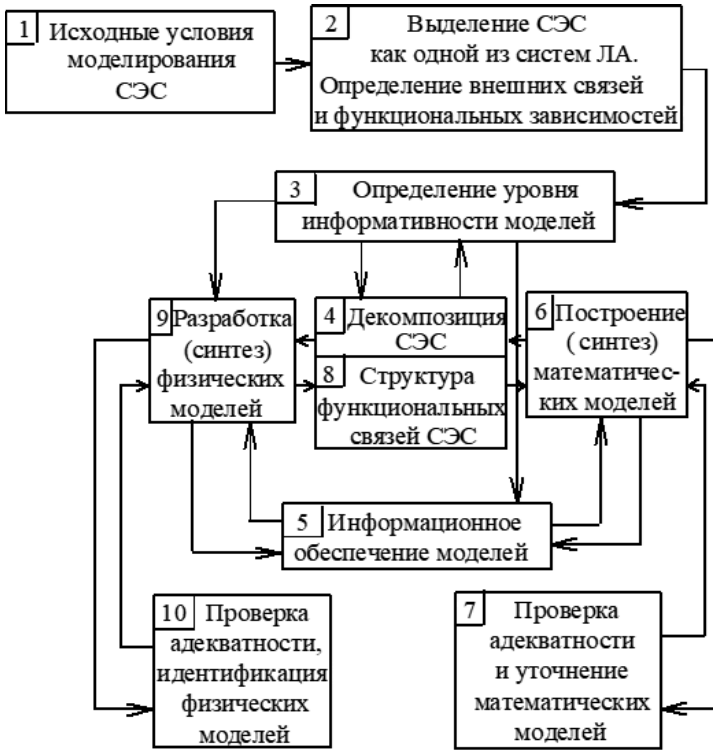 1 Исходные условия
моделирования
СЭС
2 Выделение СЭС
как одной из систем ЛА.
Определение внешних связей
и функциональных зависимостей
3 Определение уровня
информативности моделей
9 Разработка
(синтез)
физических
моделей
4 Декомпозиция
СЭС
8 Структура
функциональных
связей СЭС
6 Построение
( синтез)
математичес-
ких моделей
5 Информационное
обеспечение моделей
10 Проверка
адекватности,
идентификация
физических
моделей
7 Проверка
адекватности
и уточнение
математических
моделей